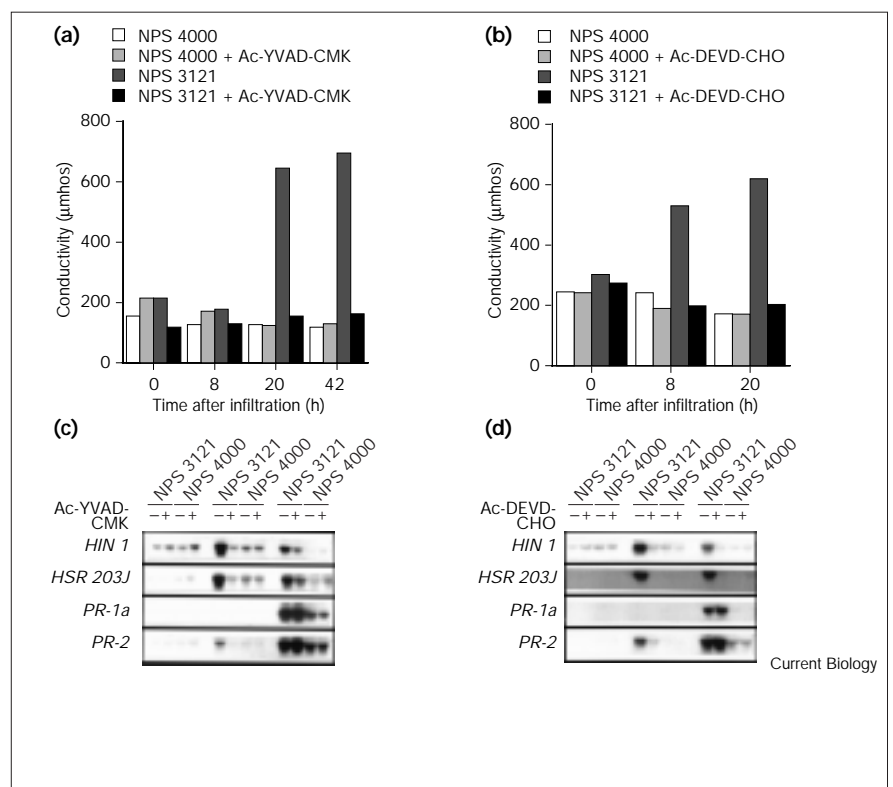 (a)
NPS 4000
NPS 4000 + Ac-YVAD-CMK
NPS 3121
NPS 3121 + Ac-YVAD-CMK
800
600
400
200
0
Conductivity (µmhos)
0 8 20 42
Time after infiltration (h)
(b)
NPS 4000
NPS 4000 + Ac-DEVD-CHO
NPS 3121
NPS 3121 + Ac-DEVD-CHO
800
600
400
200
0
Conductivity (µmhos)
0 8 20
Time after infiltration (h)
(c)
NPS 3121 NPS 4000 NPS 3121 NPS 4000 NPS 3121 NPS 4000
Ac-YVAD-
CMK
– + – + – + – + – + – +
HIN 1
HSR 203J
PR-1a
PR-2
(d)
NPS 3121 NPS 4000 NPS 3121 NPS 4000 NPS 3121 NPS 4000
Ac-DEVD-
CHO
– + – + – + – + – + – +
HIN 1
HSR 203J
PR-1a
PR-2
Current Biology